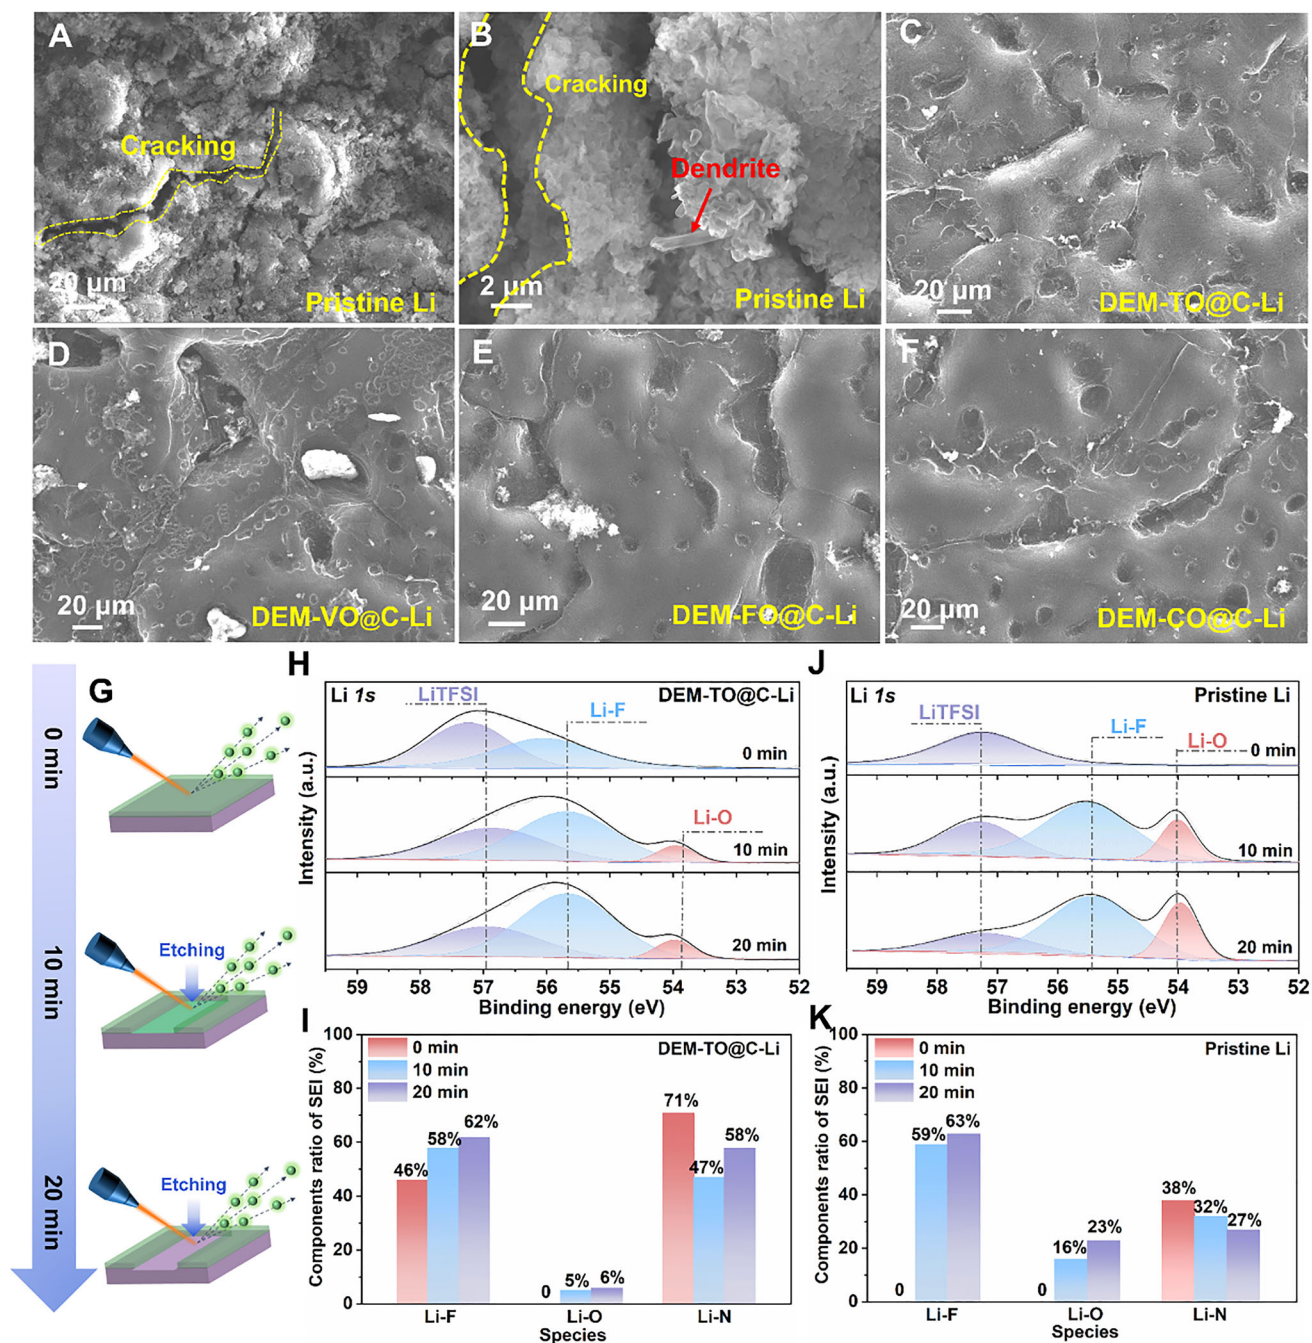 A
Cracking
20 μm
Pristine Li
B
Cracking
Dendrite
2 μm
Pristine Li
C
20 μm
DEM-TO@C-Li
D
20 μm
DEM-VO@C-Li
E
20 μm
DEM-FO@C-Li
F
20 μm
DEM-CO@C-Li
G
0 min
10 min
Etching
20 min
Etching
H
Li 1s
LiTFSI
DEM-TO@C-Li
Li-F
0 min
Li-O
10 min
20 min
Intensity (a.u.)
58 57 56 55 54 53 52
Binding energy (eV)
J
Li 1s
Pristine Li
LiTFSI
Li-F
Li-O
0 min
10 min
20 min
Intensity (a.u.)
59 58 57 56 55 54 53 52
Binding energy (eV)
I
Components ratio of SEI (%)
100
80
60
40
20
0
0 min
10 min
20 min
DEM-TO@C-Li
46%
58%
62%
0
5%
6%
71%
47%
58%
Li-F Li-O Li-N
Species
K
Components ratio of SEI (%)
100
80
60
40
20
0
0 min
10 min
20 min
Pristine Li
0
59%
63%
0
16%
23%
38%
32%
27%
Li-F Li-O Li-N
Species